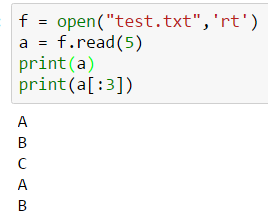 f = open("test.txt",'rt')
a = f.read(5)
print(a)
print(a[:3])
A
B
C
A
B